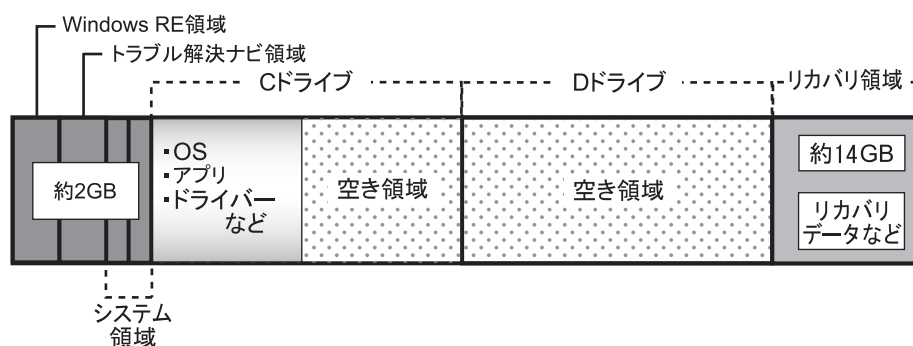 Windows RE領域
トラブル解決ナビ領域
Cドライブ
Dドライブ
リカバリ領域
約2GB
▪OS
▪アプリ
▪ドライバー
など
空き領域
空き領域
約14GB
リカバリ
データなど
システム
領域